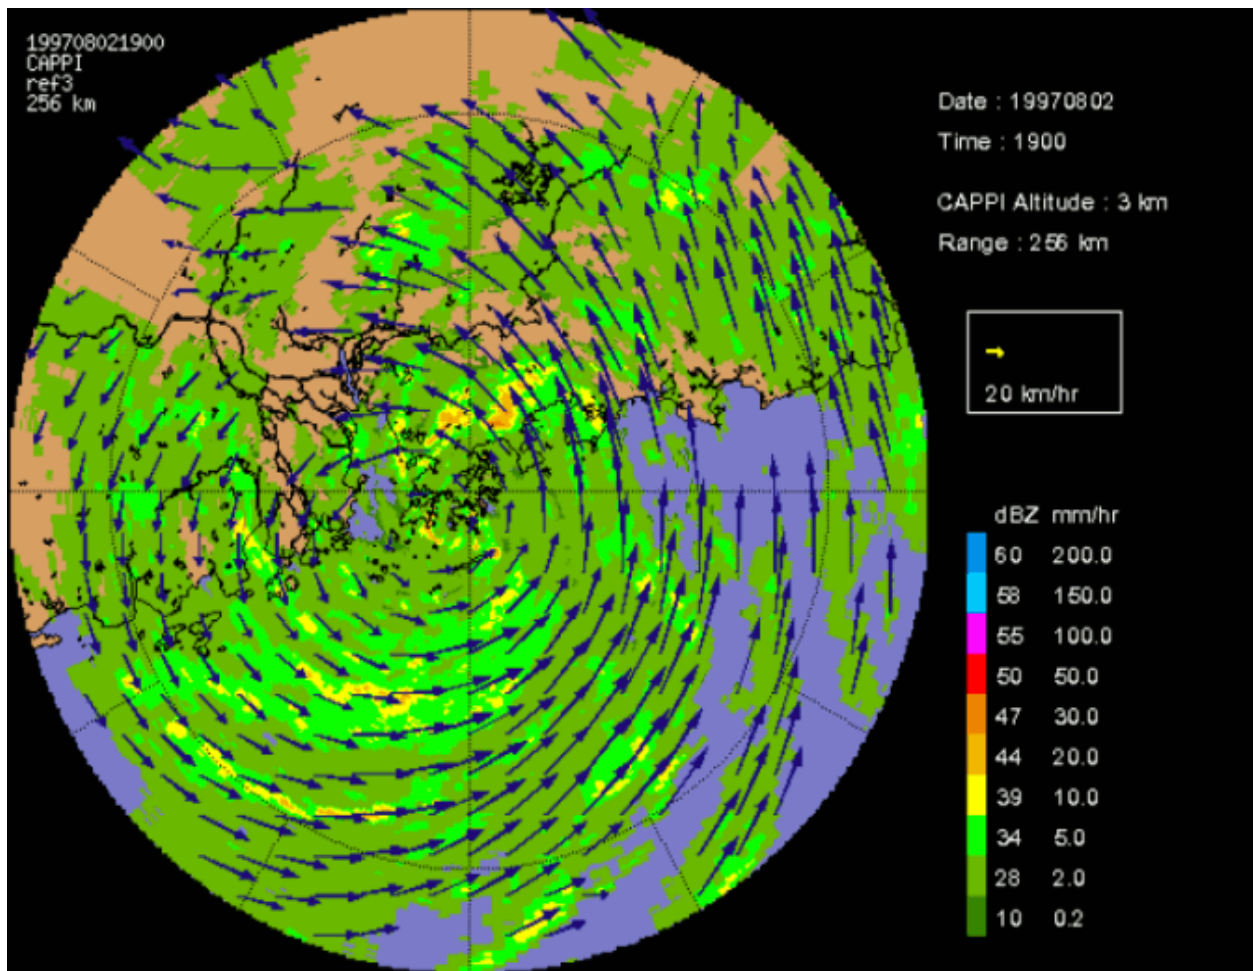 199708021900
CAPPI
ref3
256 km
Date : 19970802
Time : 1900
CAPPI Altitude : 3 km
Range : 256 km
20 km/hr
dBZ mm/hr
60 200.0
58 150.0
55 100.0
50 50.0
47 30.0
44 20.0
39 10.0
34 5.0
28 2.0
10 0.2